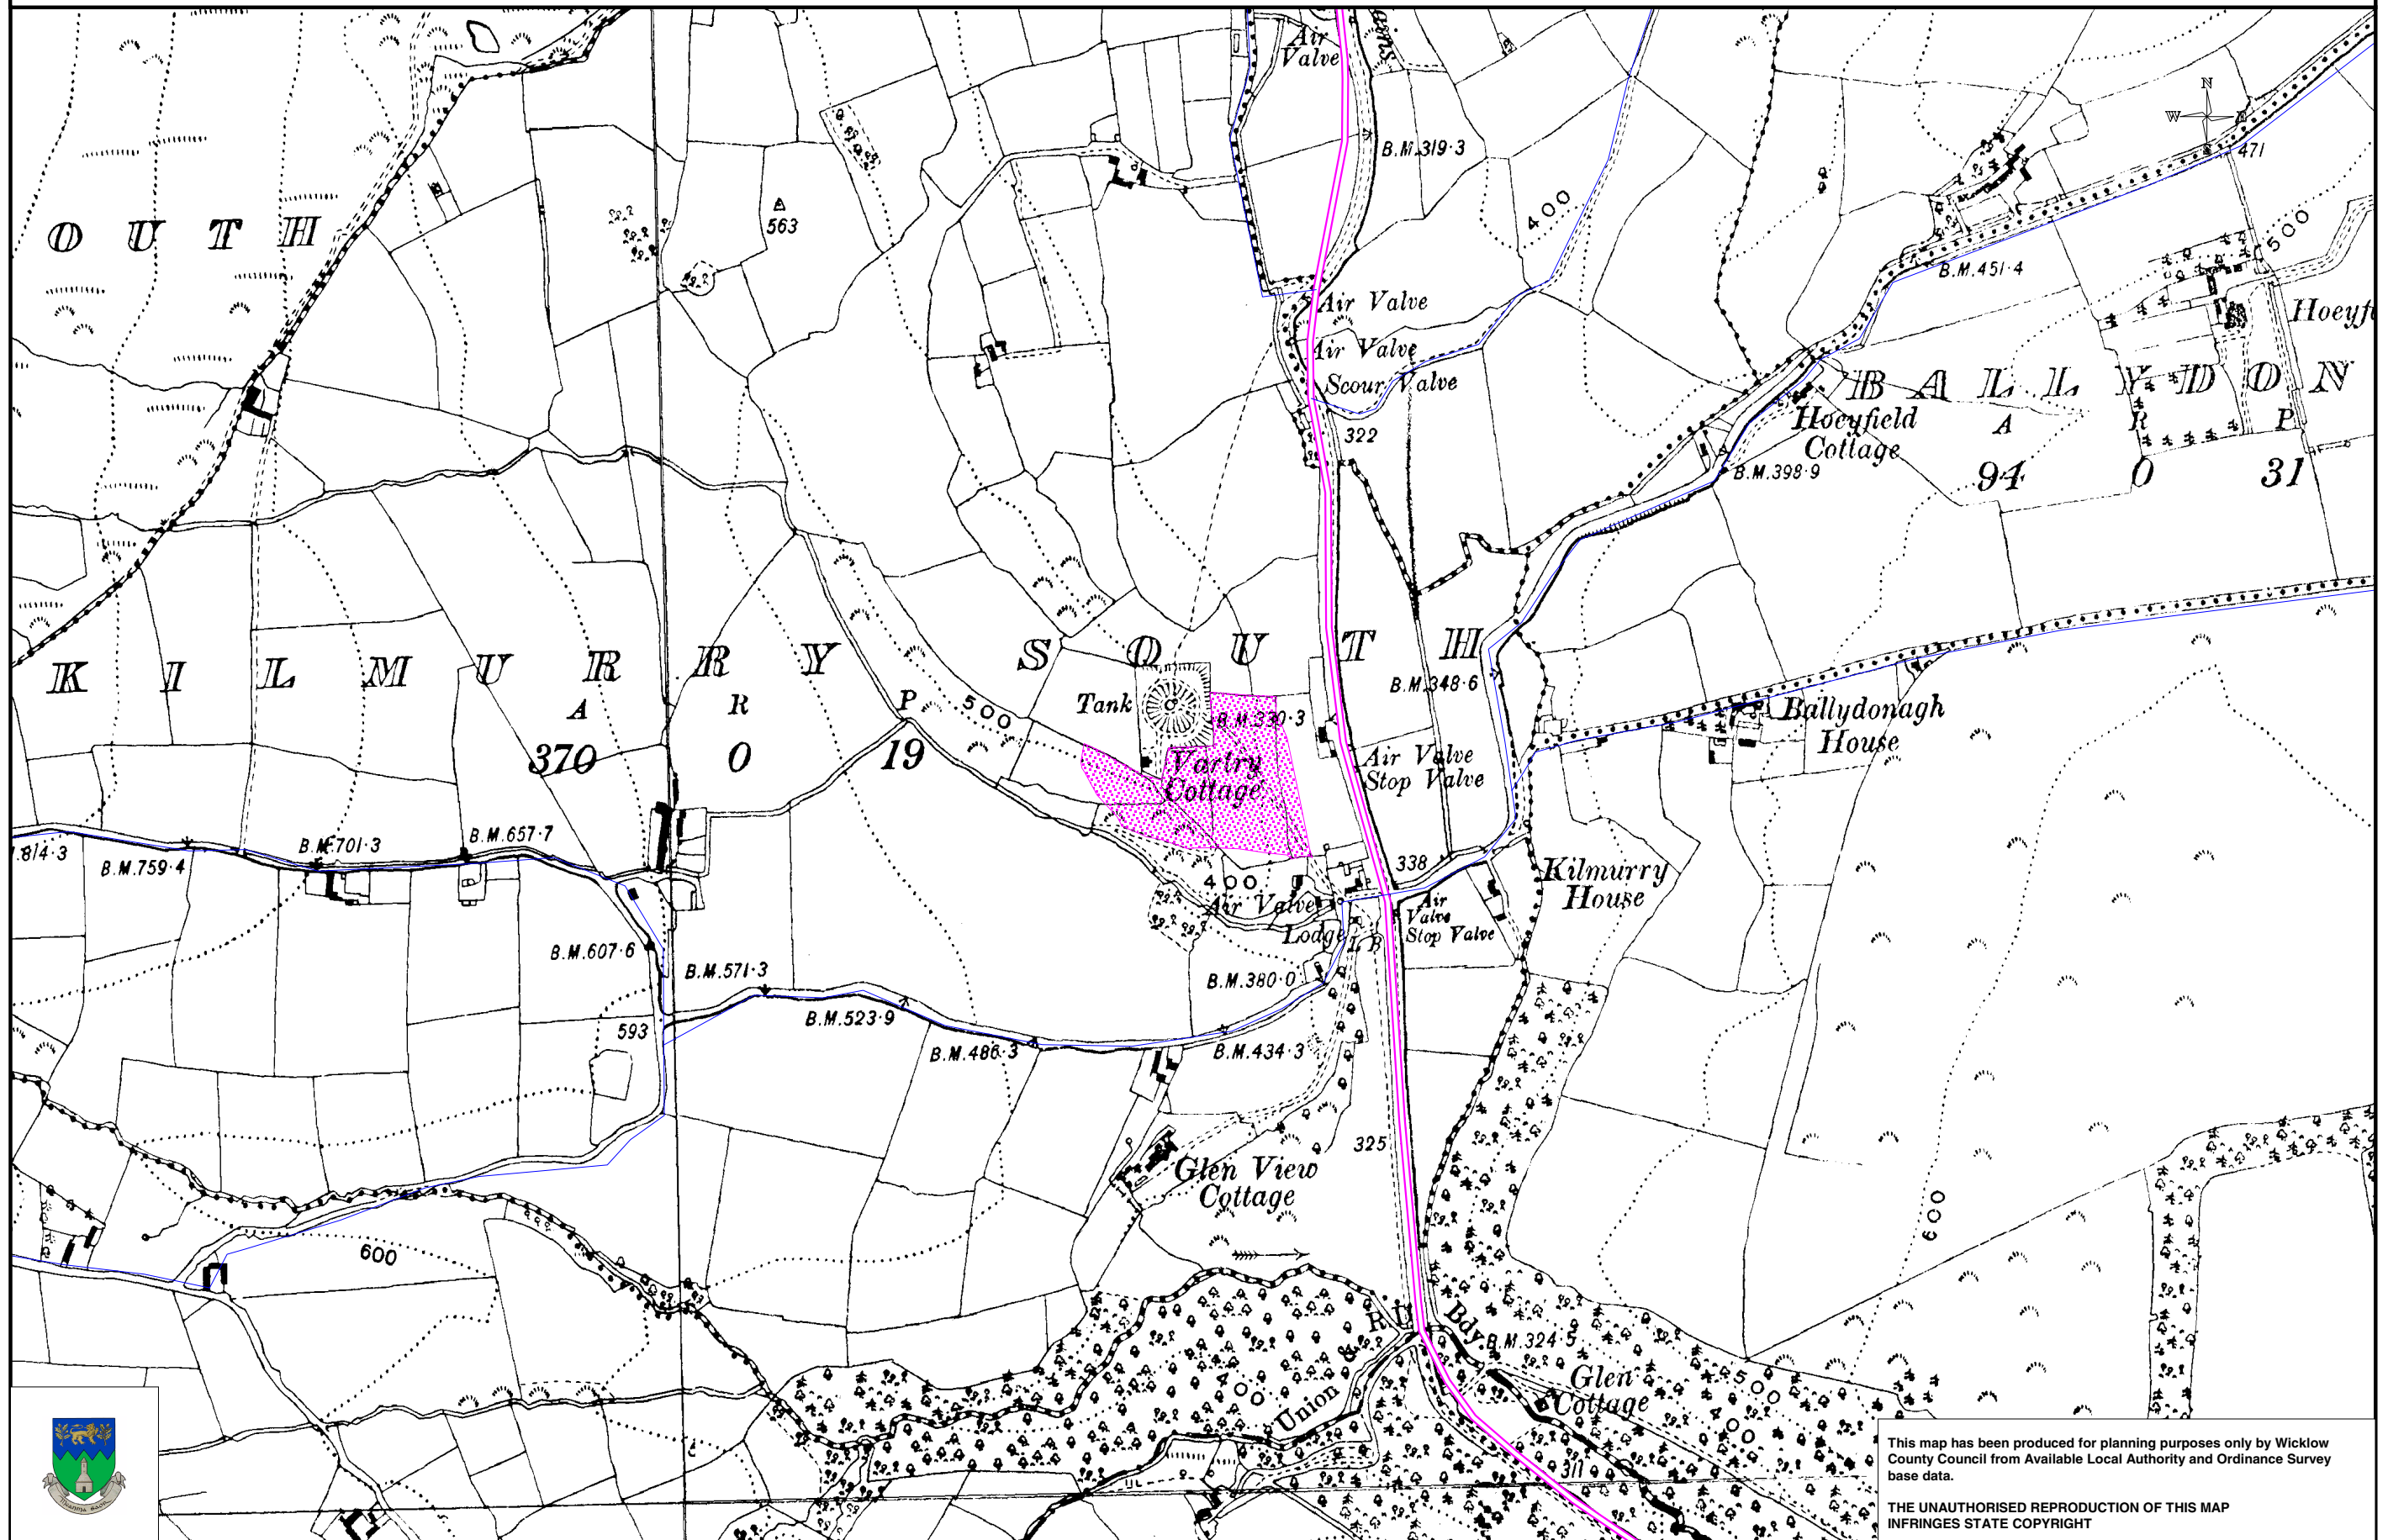 Air
Valve
B.M.319·3
N
W
471
563
O U T H
400
500
B.M.451·4
Air Valve
Air Valve
Scour Valve
322
B A L L Y D O N
Hoeyfield
Cottage
A R P
94 0 31
B.M.398·9
K I L M U R R Y S O U T H
A R P
370 0 19
500
Tank
B.M.330·3
B.M.348·6
Vartry
Cottage
Air Valve
Stop Valve
Ballydonagh
House
B.M.701·3
B.M.657·7
B.M.759·4
338
400
Air Valve
Lodge
L B
Air
Valve
Stop Valve
Kilmurry
House
B.M.607·6
B.M.571·3
B.M.380·0
593
B.M.523·9
B.M.486·3
B.M.434·3
325
Glen View
Cottage
600
600
Union & R D Bdy
B.M.324·5
Glen
Cottage
400
500
400
311
This map has been produced for planning purposes only by Wicklow
County Council from Available Local Authority and Ordinance Survey
base data.
THE UNAUTHORISED REPRODUCTION OF THIS MAP
INFRINGES STATE COPYRIGHT